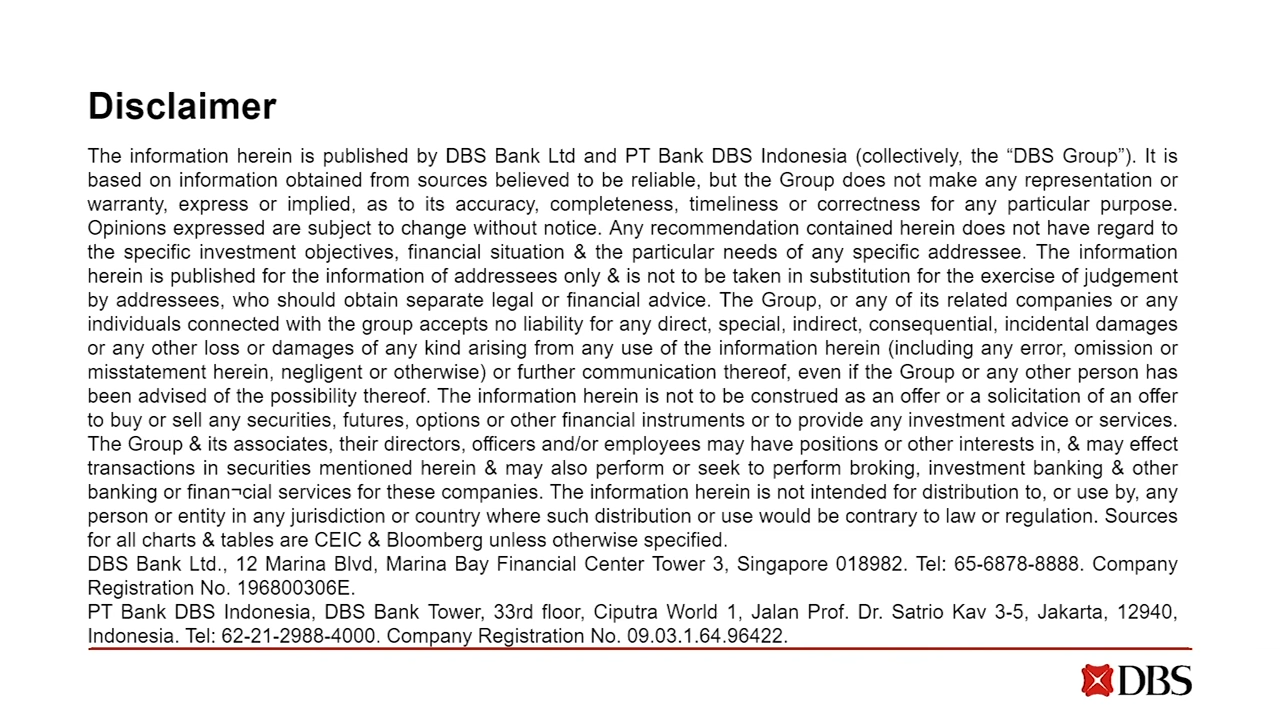 Disclaimer
The information herein is published by DBS Bank Ltd and PT Bank DBS Indonesia (collectively, the “DBS Group”). It is
based on information obtained from sources believed to be reliable, but the Group does not make any representation or
warranty, express or implied, as to its accuracy, completeness, timeliness or correctness for any particular purpose.
Opinions expressed are subject to change without notice. Any recommendation contained herein does not have regard to
the specific investment objectives, financial situation & the particular needs of any specific addressee. The information
herein is published for the information of addressees only & is not to be taken in substitution for the exercise of judgement
by addressees, who should obtain separate legal or financial advice. The Group, or any of its related companies or any
individuals connected with the group accepts no liability for any direct, special, indirect, consequential, incidental damages
or any other loss or damages of any kind arising from any use of the information herein (including any error, omission or
misstatement herein, negligent or otherwise) or further communication thereof, even if the Group or any other person has
been advised of the possibility thereof. The information herein is not to be construed as an offer or a solicitation of an offer
to buy or sell any securities, futures, options or other financial instruments or to provide any investment advice or services.
The Group & its associates, their directors, officers and/or employees may have positions or other interests in, & may effect
transactions in securities mentioned herein & may also perform or seek to perform broking, investment banking & other
banking or finan¬cial services for these companies. The information herein is not intended for distribution to, or use by, any
person or entity in any jurisdiction or country where such distribution or use would be contrary to law or regulation. Sources
for all charts & tables are CEIC & Bloomberg unless otherwise specified.
DBS Bank Ltd., 12 Marina Blvd, Marina Bay Financial Center Tower 3, Singapore 018982. Tel: 65-6878-8888. Company
Registration No. 196800306E.
PT Bank DBS Indonesia, DBS Bank Tower, 33rd floor, Ciputra World 1, Jalan Prof. Dr. Satrio Kav 3-5, Jakarta, 12940,
Indonesia. Tel: 62-21-2988-4000. Company Registration No. 09.03.1.64.96422.
DBS